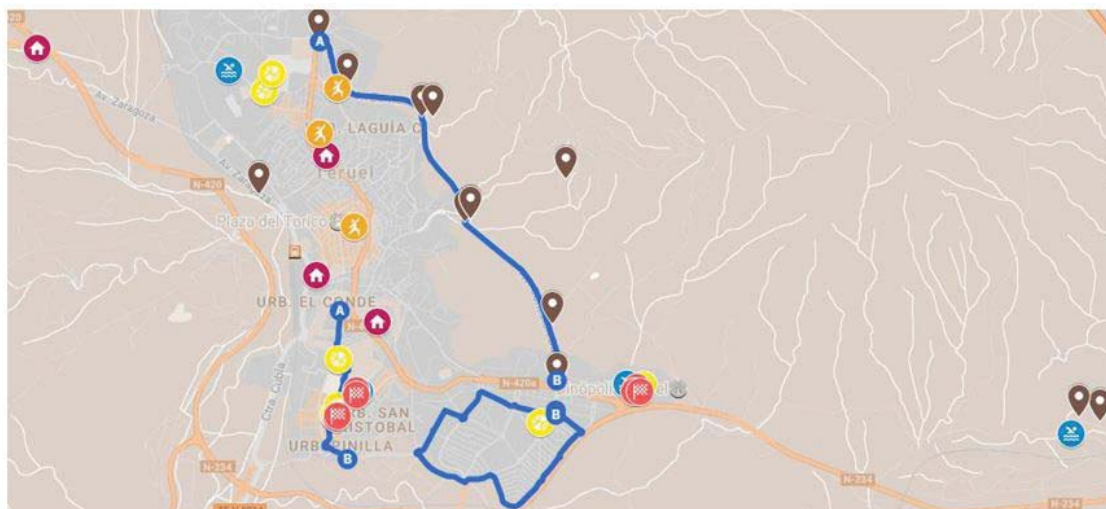 N-420
A
Av. Zaragoza
LAGUÍA
Teruel
N-420
Av. Zaragoza
Plaza del Torico
URB. EL CONDE
A
Ctra. Cubla
B
N-420a
B
URB. SAN
CRISTOBAL
URB. PINILLA
B
N-234
N-234
N-234